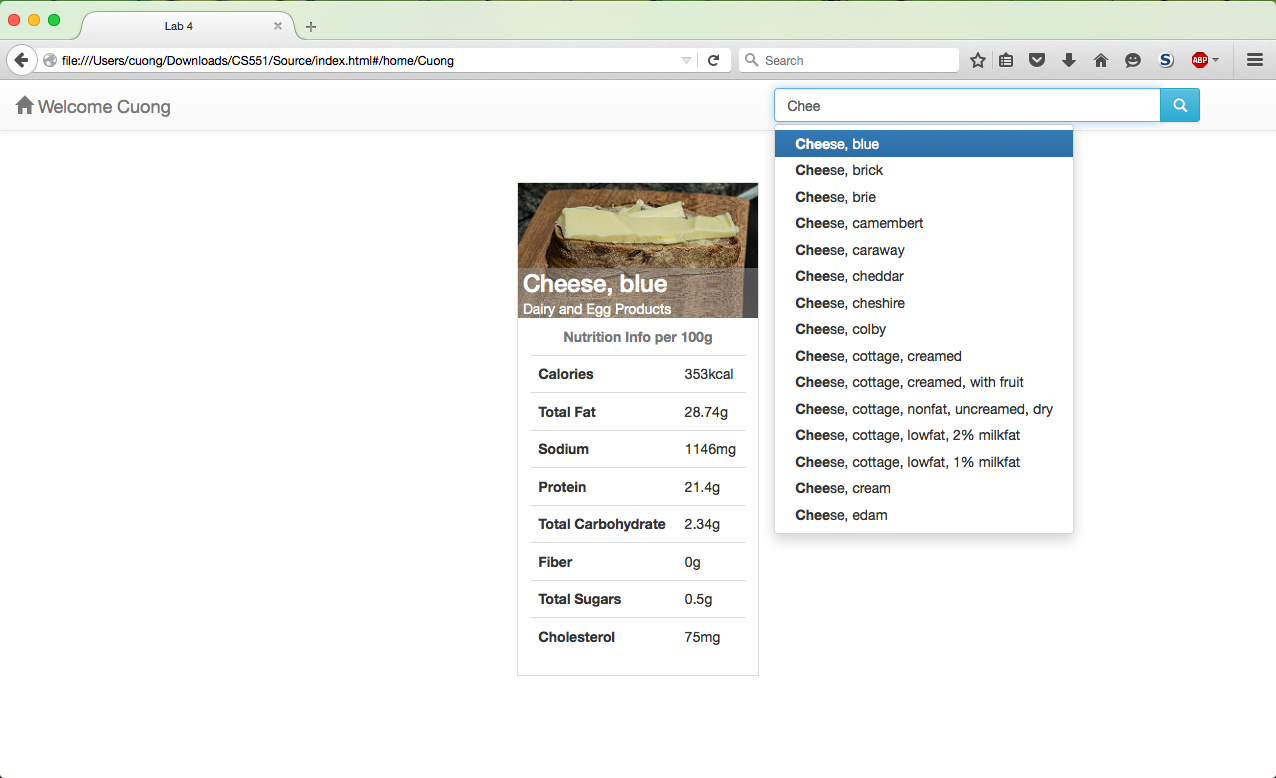 Lab 4
file:///Users/cuong/Downloads/CS551/Source/index.html#/home/Cuong
Search
S
ABP
Welcome Cuong
Chee
Cheese, blue
Cheese, brick
Cheese, brie
Cheese, camembert
Cheese, caraway
Cheese, cheddar
Cheese, cheshire
Cheese, colby
Cheese, cottage, creamed
Cheese, cottage, creamed, with fruit
Cheese, cottage, nonfat, uncreamed, dry
Cheese, cottage, lowfat, 2% milkfat
Cheese, cottage, lowfat, 1% milkfat
Cheese, cream
Cheese, edam
Cheese, blue
Dairy and Egg Products
Nutrition Info per 100g
Calories 353kcal
Total Fat 28.74g
Sodium 1146mg
Protein 21.4g
Total Carbohydrate 2.34g
Fiber 0g
Total Sugars 0.5g
Cholesterol 75mg